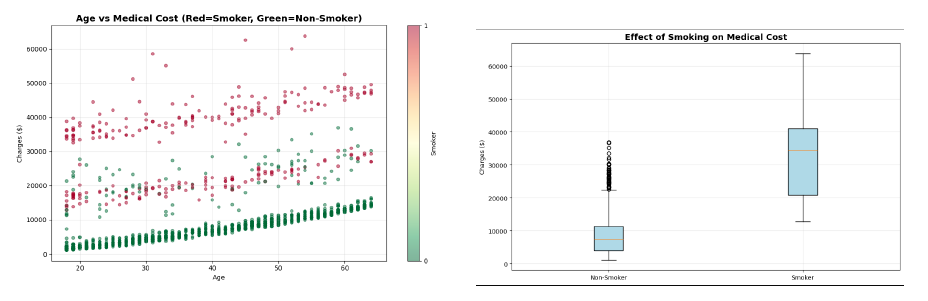 Age vs Medical Cost (Red=Smoker, Green=Non-Smoker)
60000
50000
40000
30000
20000
10000
0
Charges ($)
20
30
40
50
60
Age
1
0
Smoker
Effect of Smoking on Medical Cost
60000
50000
40000
30000
20000
10000
0
Charges ($)
Non-Smoker
Smoker